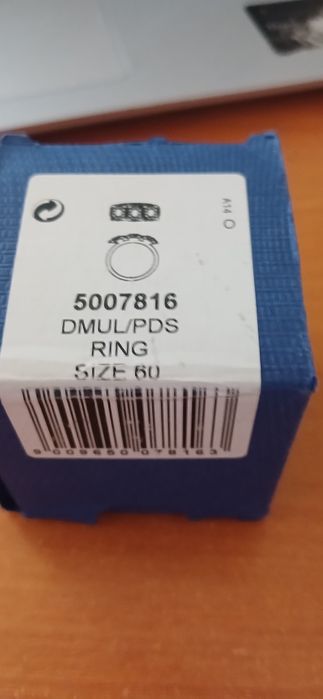 A14
5007816
DMUL/PDS
RING
SIZE 60
9 009650 078163